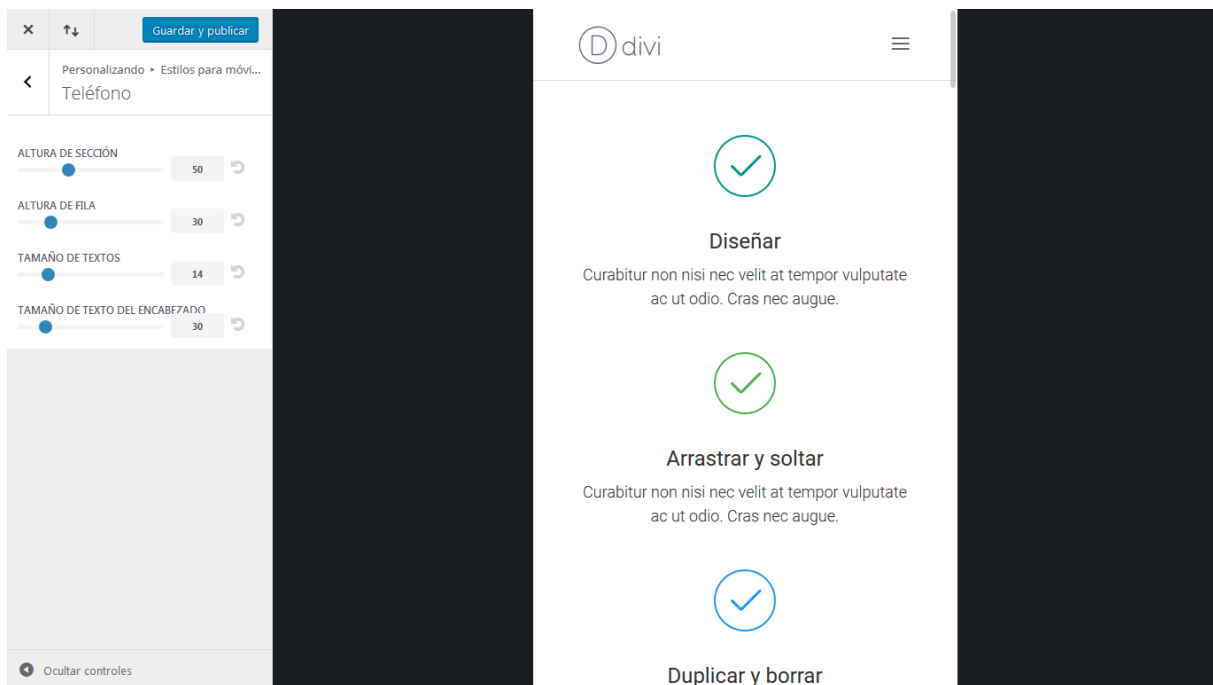 Guardar y publicar
Personalizando ▸ Estilos para móvi...
Teléfono
ALTURA DE SECCIÓN
50
ALTURA DE FILA
30
TAMAÑO DE TEXTOS
14
TAMAÑO DE TEXTO DEL ENCABEZADO
30
Ocultar controles
D divi
Diseñar
Curabitur non nisi nec velit at tempor vulputate
ac ut odio. Cras nec augue.
Arrastrar y soltar
Curabitur non nisi nec velit at tempor vulputate
ac ut odio. Cras nec augue.
Duplicar y borrar